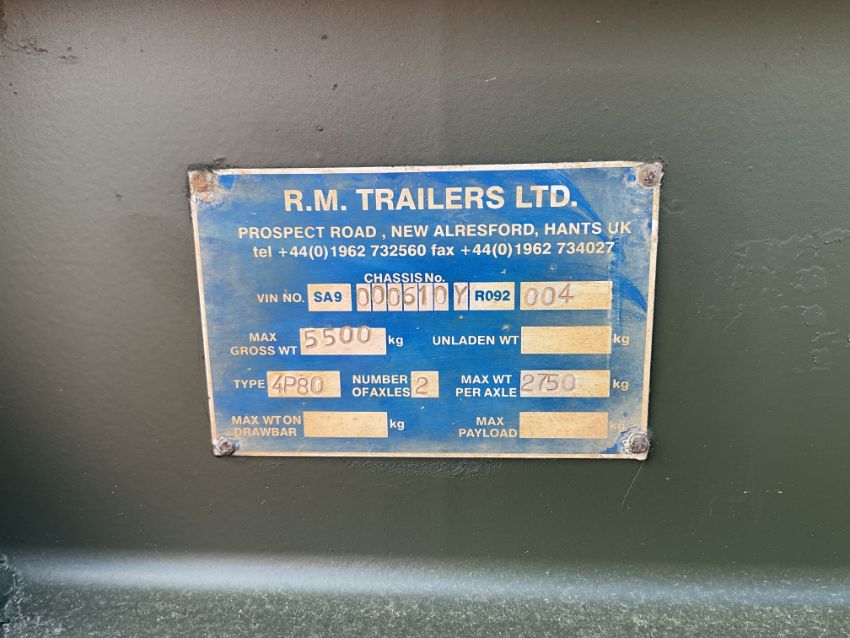 R.M. TRAILERS LTD.
PROSPECT ROAD , NEW ALRESFORD, HANTS UK
tel +44(0)1962 732560 fax +44(0)1962 734027
CHASSIS No.
VIN NO. SA9 000610 Y R092 004
MAX GROSS WT 5500 kg UNLADEN WT kg
TYPE 4P80 NUMBER OF AXLES 2 MAX WT PER AXLE 2750 kg
MAX WT ON DRAWBAR kg MAX PAYLOAD kg